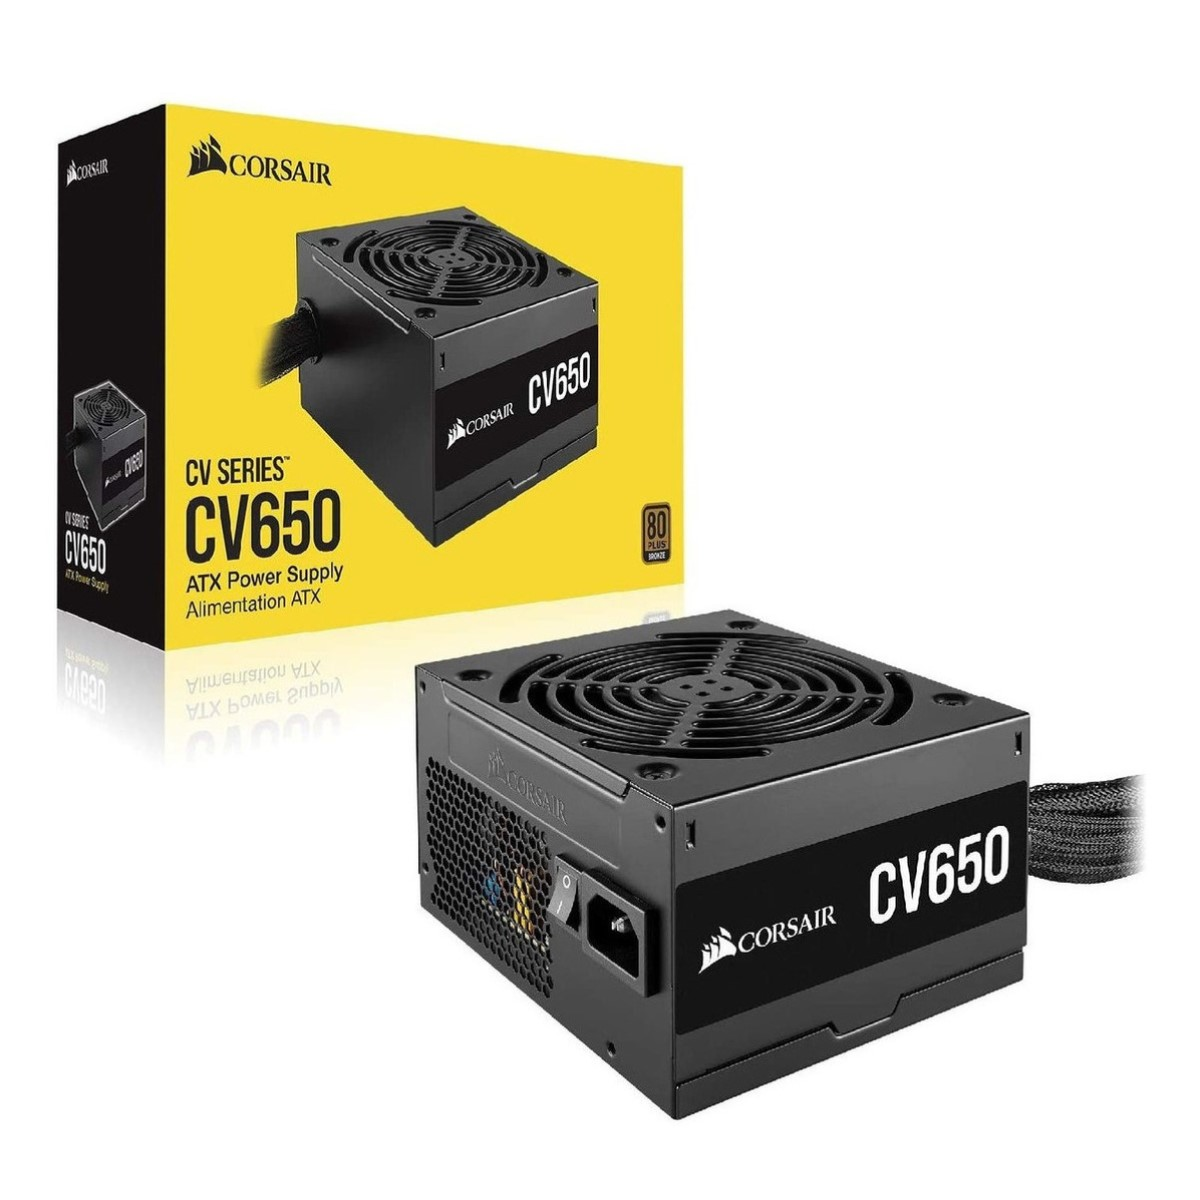 CORSAIR
CORSAIR
CORSAIR
CV650
CORSAIR
CV650
CV SERIES™
CV650
ATX Power Supply
Alimentation ATX
80
PLUS
BRONZE
CV SERIES
CV650
ATX Power Supply
CORSAIR
CORSAIR
CV650
O
I